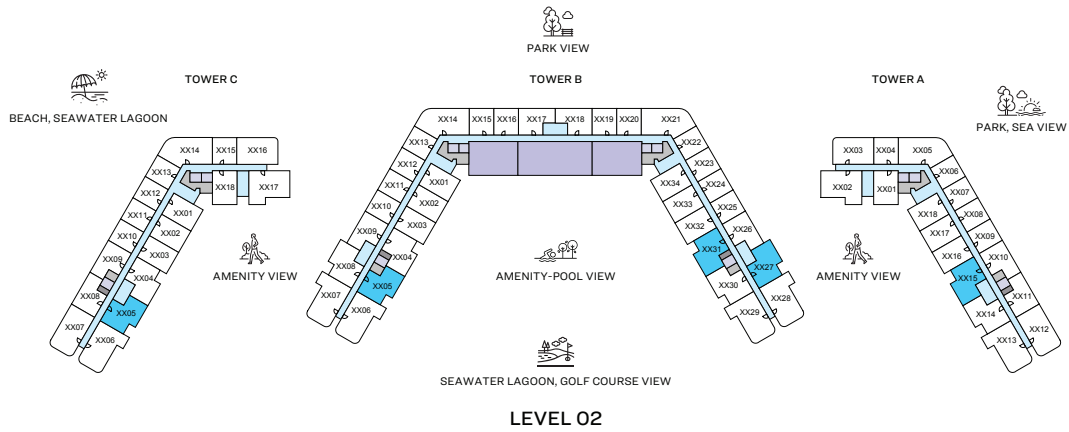 PARK VIEW
TOWER C
TOWER B
TOWER A
BEACH, SEAWATER LAGOON
PARK, SEA VIEW
XX14
XX15
XX16
XX13
XX12
XX11
XX10
XX09
XX08
XX07
XX06
XX05
XX04
XX03
XX02
XX01
XX18
XX17
AMENITY VIEW
XX14
XX15
XX16
XX17
XX18
XX19
XX20
XX21
XX13
XX12
XX11
XX10
XX09
XX08
XX07
XX06
XX05
XX04
XX03
XX02
XX01
XX22
XX23
XX24
XX25
XX26
XX27
XX28
XX29
XX30
XX31
XX32
XX33
XX34
AMENITY-POOL VIEW
XX03
XX04
XX05
XX02
XX01
XX06
XX07
XX08
XX09
XX10
XX11
XX12
XX13
XX14
XX15
XX16
XX17
XX18
AMENITY VIEW
SEAWATER LAGOON, GOLF COURSE VIEW
LEVEL 02